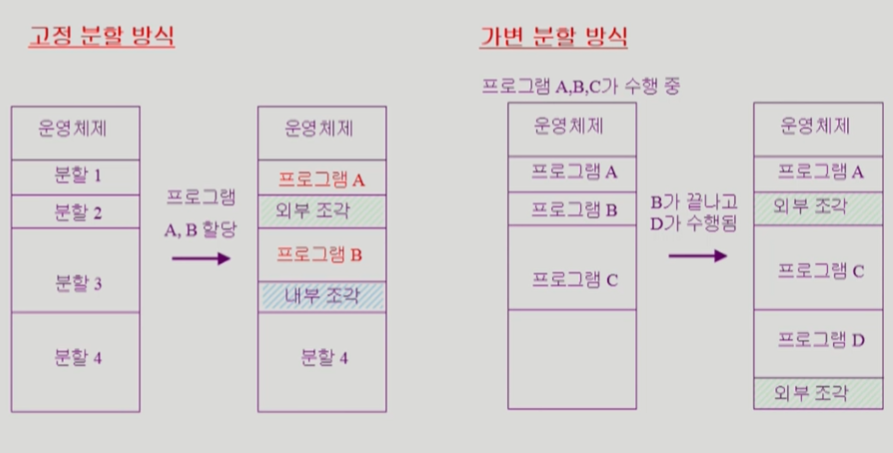 고정 분할 방식
운영체제
분할 1
분할 2
분할 3
분할 4
프로그램
A, B 할당
운영체제
프로그램 A
외부 조각
프로그램 B
내부 조각
분할 4
가변 분할 방식
프로그램 A,B,C가 수행 중
운영체제
프로그램 A
프로그램 B
프로그램 C
B가 끝나고
D가 수행됨
운영체제
프로그램 A
외부 조각
프로그램 C
프로그램 D
외부 조각